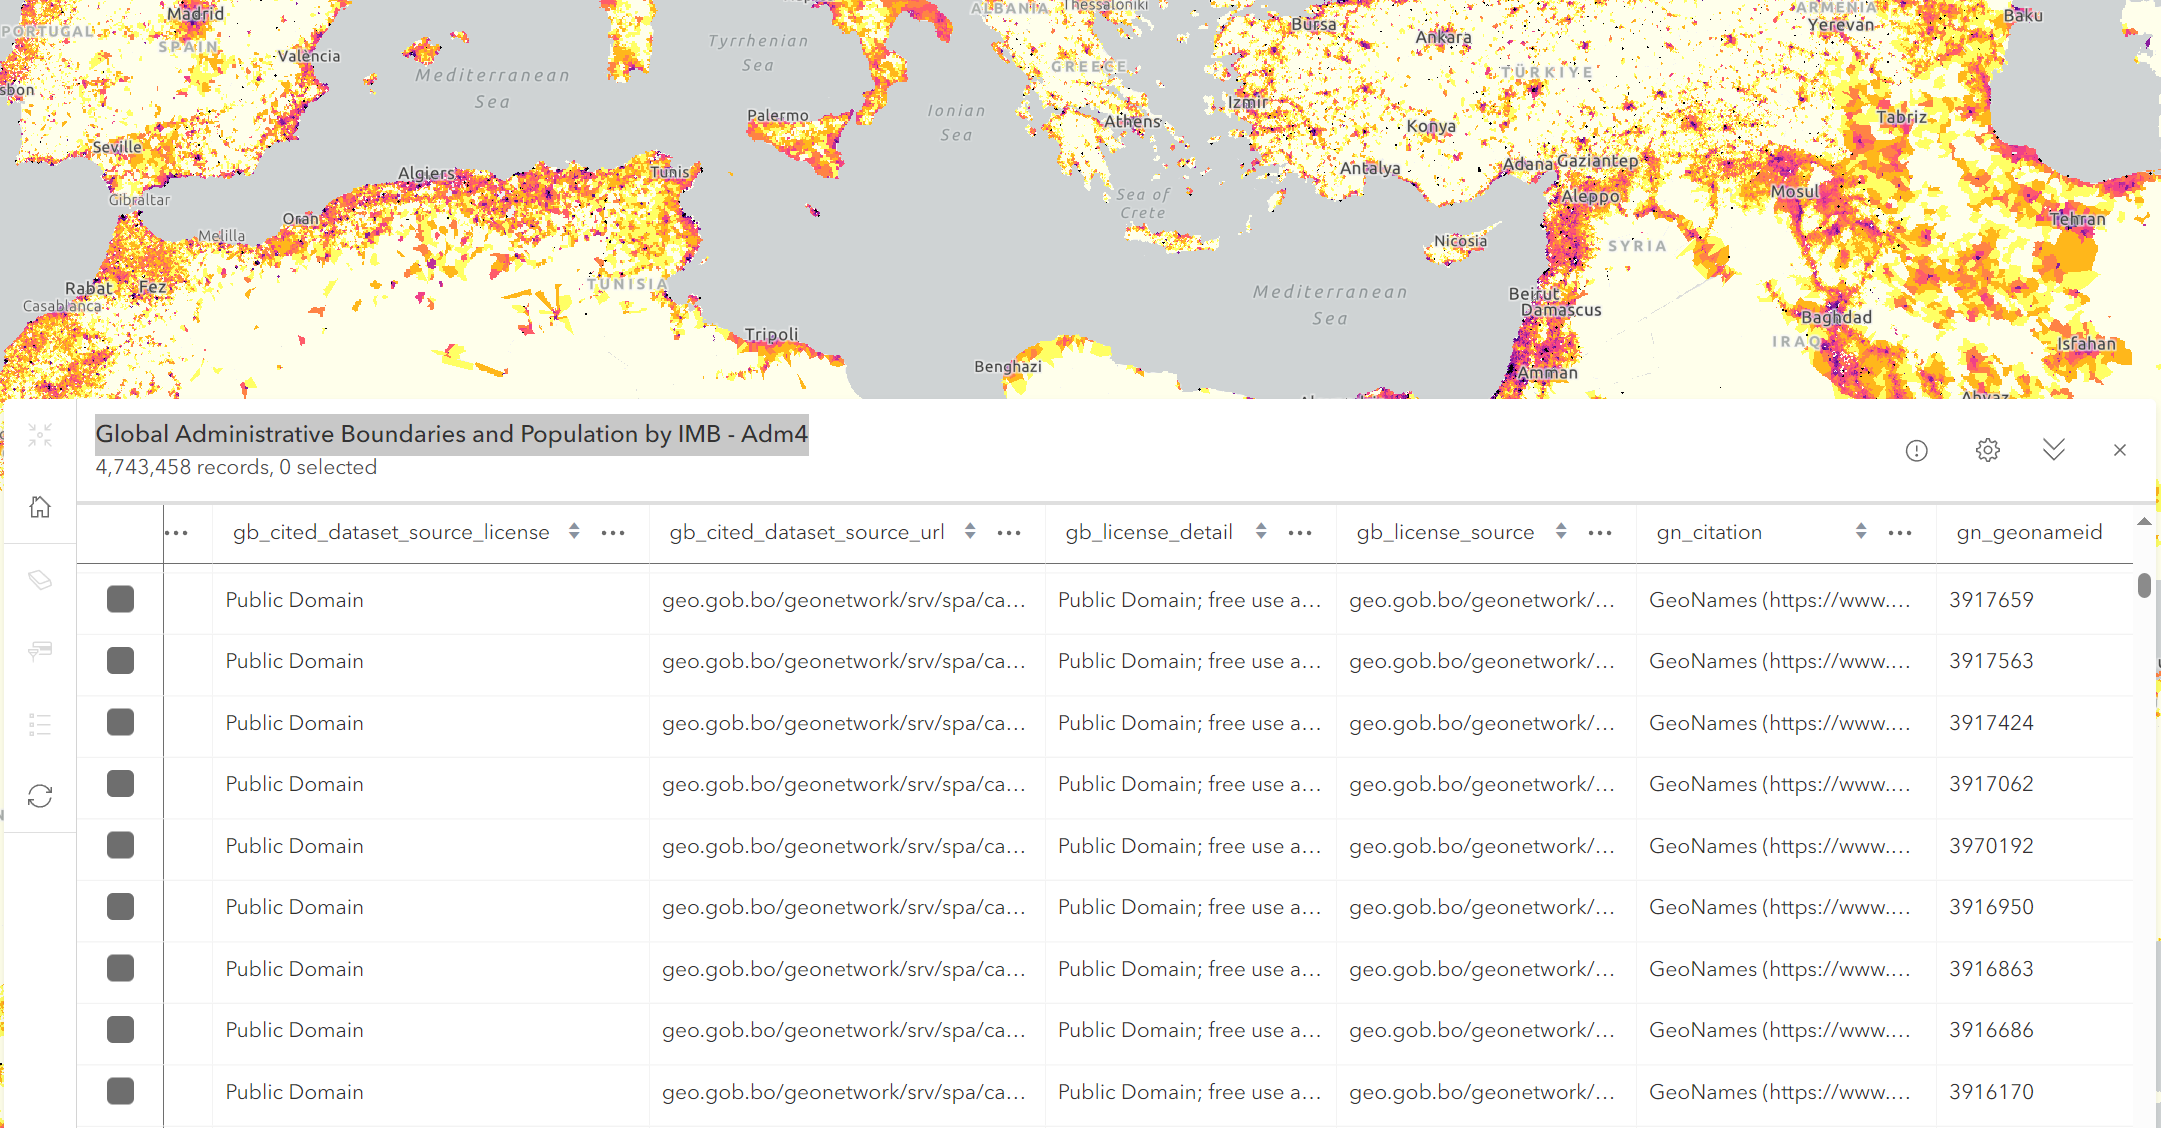 Madrid
PORTUGAL
SPAIN
València
Mediterranean
Sea
Seville
Gibraltar
Algiers
Oran
Melilla
Tunis
Rabat
Fez
Casablanca
TUNISIA
Tyrrhenian
Sea
Palermo
Ionian
Sea
ALBANIA
Thessaloniki
GREECE
Athens
Sea of
Crete
Tripoli
Benghazi
Mediterranean
Sea
Bursa
Ankara
TÜRKIYE
Izmir
Konya
Antalya
Adana
Gaziantep
Aleppo
Nicosia
SYRIA
Beirut
Damascus
Amman
ARMENIA
Yerevan
Baku
Tabriz
Mosul
Tehran
Baghdad
IRAQ
Isfahan
Global Administrative Boundaries and Population by IMB - Adm4
4,743,458 records, 0 selected
gb_cited_dataset_source_license gb_cited_dataset_source_url gb_license_detail gb_license_source gn_citation gn_geonameid
Public Domain geo.gob.bo/geonetwork/srv/spa/ca... Public Domain; free use a... geo.gob.bo/geonetwork/... GeoNames (https://www.... 3917659
Public Domain geo.gob.bo/geonetwork/srv/spa/ca... Public Domain; free use a... geo.gob.bo/geonetwork/... GeoNames (https://www.... 3917563
Public Domain geo.gob.bo/geonetwork/srv/spa/ca... Public Domain; free use a... geo.gob.bo/geonetwork/... GeoNames (https://www.... 3917424
Public Domain geo.gob.bo/geonetwork/srv/spa/ca... Public Domain; free use a... geo.gob.bo/geonetwork/... GeoNames (https://www.... 3917062
Public Domain geo.gob.bo/geonetwork/srv/spa/ca... Public Domain; free use a... geo.gob.bo/geonetwork/... GeoNames (https://www.... 3970192
Public Domain geo.gob.bo/geonetwork/srv/spa/ca... Public Domain; free use a... geo.gob.bo/geonetwork/... GeoNames (https://www.... 3916950
Public Domain geo.gob.bo/geonetwork/srv/spa/ca... Public Domain; free use a... geo.gob.bo/geonetwork/... GeoNames (https://www.... 3916863
Public Domain geo.gob.bo/geonetwork/srv/spa/ca... Public Domain; free use a... geo.gob.bo/geonetwork/... GeoNames (https://www.... 3916686
Public Domain geo.gob.bo/geonetwork/srv/spa/ca... Public Domain; free use a... geo.gob.bo/geonetwork/... GeoNames (https://www.... 3916170